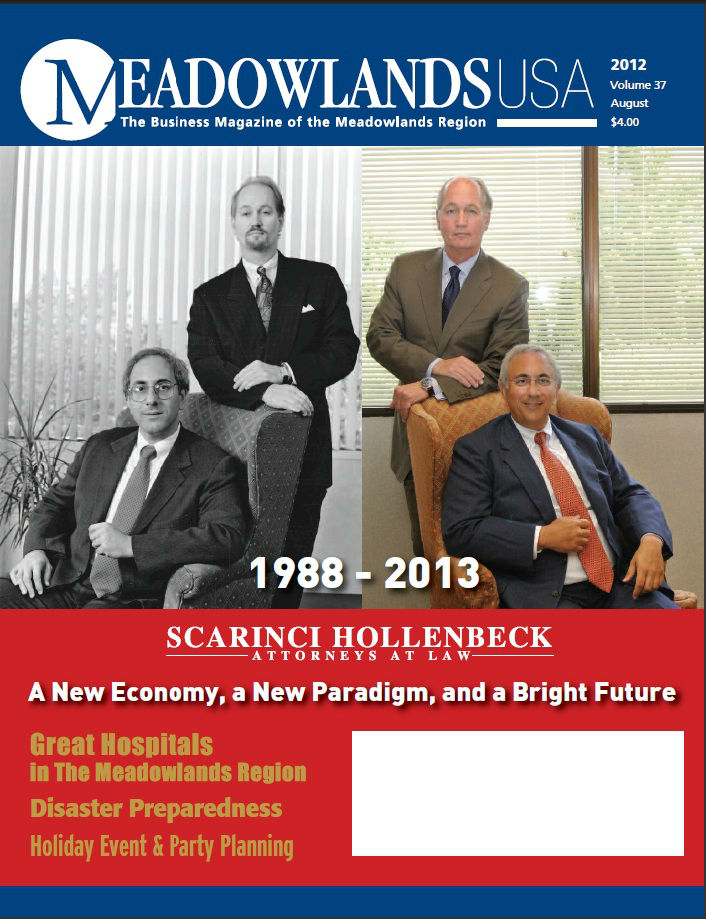 MEADOWLANDS USA
The Business Magazine of the Meadowlands Region
2012
Volume 37
August
$4.00
1988 - 2013
SCARINCI HOLLENBECK
ATTORNEYS AT LAW
A New Economy, a New Paradigm, and a Bright Future
Great Hospitals
in The Meadowlands Region
Disaster Preparedness
Holiday Event & Party Planning